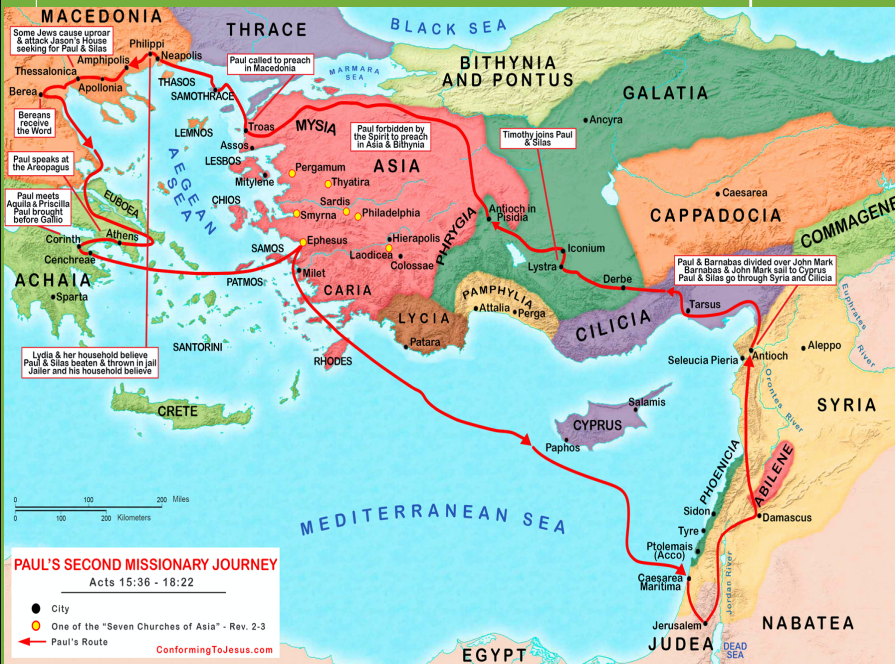 MACEDONIA
THRACE
BLACK SEA
Some Jews cause uproar
& attack Jason's House
seeking for Paul & Silas
Philippi
Neapolis
Amphipolis
Thessalonica
Apollonia
Berea
THASOS
SAMOTHRACE
Paul called to preach
in Macedonia
MARMARA
SEA
BITHYNIA
AND PONTUS
GALATIA
Ancyra
Bereans
receive
the Word
LEMNOS
Troas
MYSIA
Assos
Paul forbidden by
the Spirit to preach
in Asia & Bithynia
Timothy joins Paul
& Silas
Paul speaks at
the Areopagus
AEGEAN
SEA
LESBOS
Mitylene
Pergamum
Thyatira
ASIA
Paul meets
Aquila & Priscilla
Paul brought
before Gallio
EUBOEA
CHIOS
Sardis
Smyrna
Philadelphia
PHRYGIA
Antioch in
Pisidia
Caesarea
CAPPADOCIA
COMMAGENE
Corinth
Athens
Cenchreae
SAMOS
Ephesus
Hierapolis
Laodicea
Colossae
Iconium
Lystra
Derbe
Paul & Barnabas divided over John Mark
Barnabas & John Mark sail to Cyprus
Paul & Silas go through Syria and Cilicia
ACHAIA
Sparta
PATMOS
Milet
CARIA
PAMPHYLIA
Attalia
Perga
LYCIA
Patara
CILICIA
Tarsus
Euphrates
River
Lydia & her household believe
Paul & Silas beaten & thrown in jail
Jailer and his household believe
SANTORINI
RHODES
Seleucia Pieria
Antioch
Aleppo
Orontes River
SYRIA
CRETE
Salamis
CYPRUS
Paphos
PHOENICIA
ABILENE
0 100 200 Miles
0 100 200 Kilometers
MEDITERRANEAN SEA
Sidon
Damascus
Tyre
Ptolemais
(Acco)
Caesarea
Maritima
Jordan River
PAUL'S SECOND MISSIONARY JOURNEY
Acts 15:36 - 18:22
City
One of the "Seven Churches of Asia" - Rev. 2-3
Paul's Route
ConformingToJesus.com
Jerusalem
JUDEA
DEAD
SEA
NABATEA
EGYPT